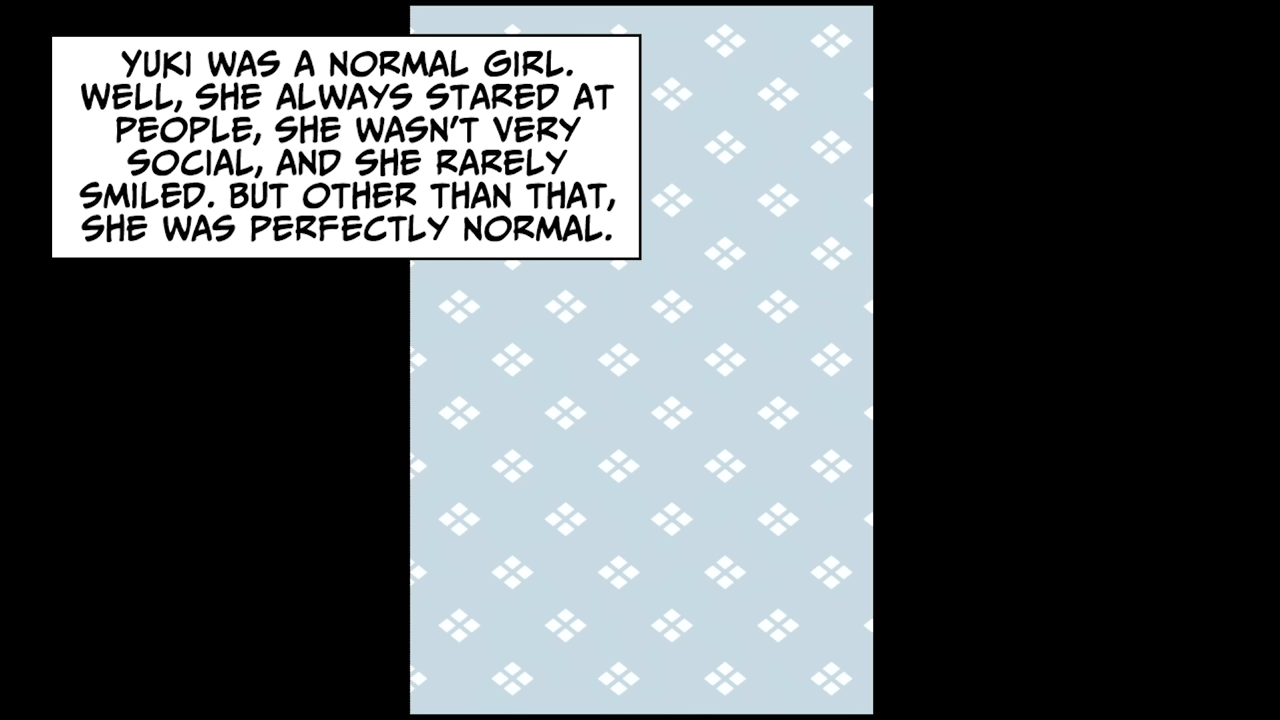 YUKI WAS A NORMAL GIRL.
WELL, SHE ALWAYS STARED AT
PEOPLE, SHE WASN'T VERY
SOCIAL, AND SHE RARELY
SMILED. BUT OTHER THAN THAT,
SHE WAS PERFECTLY NORMAL.